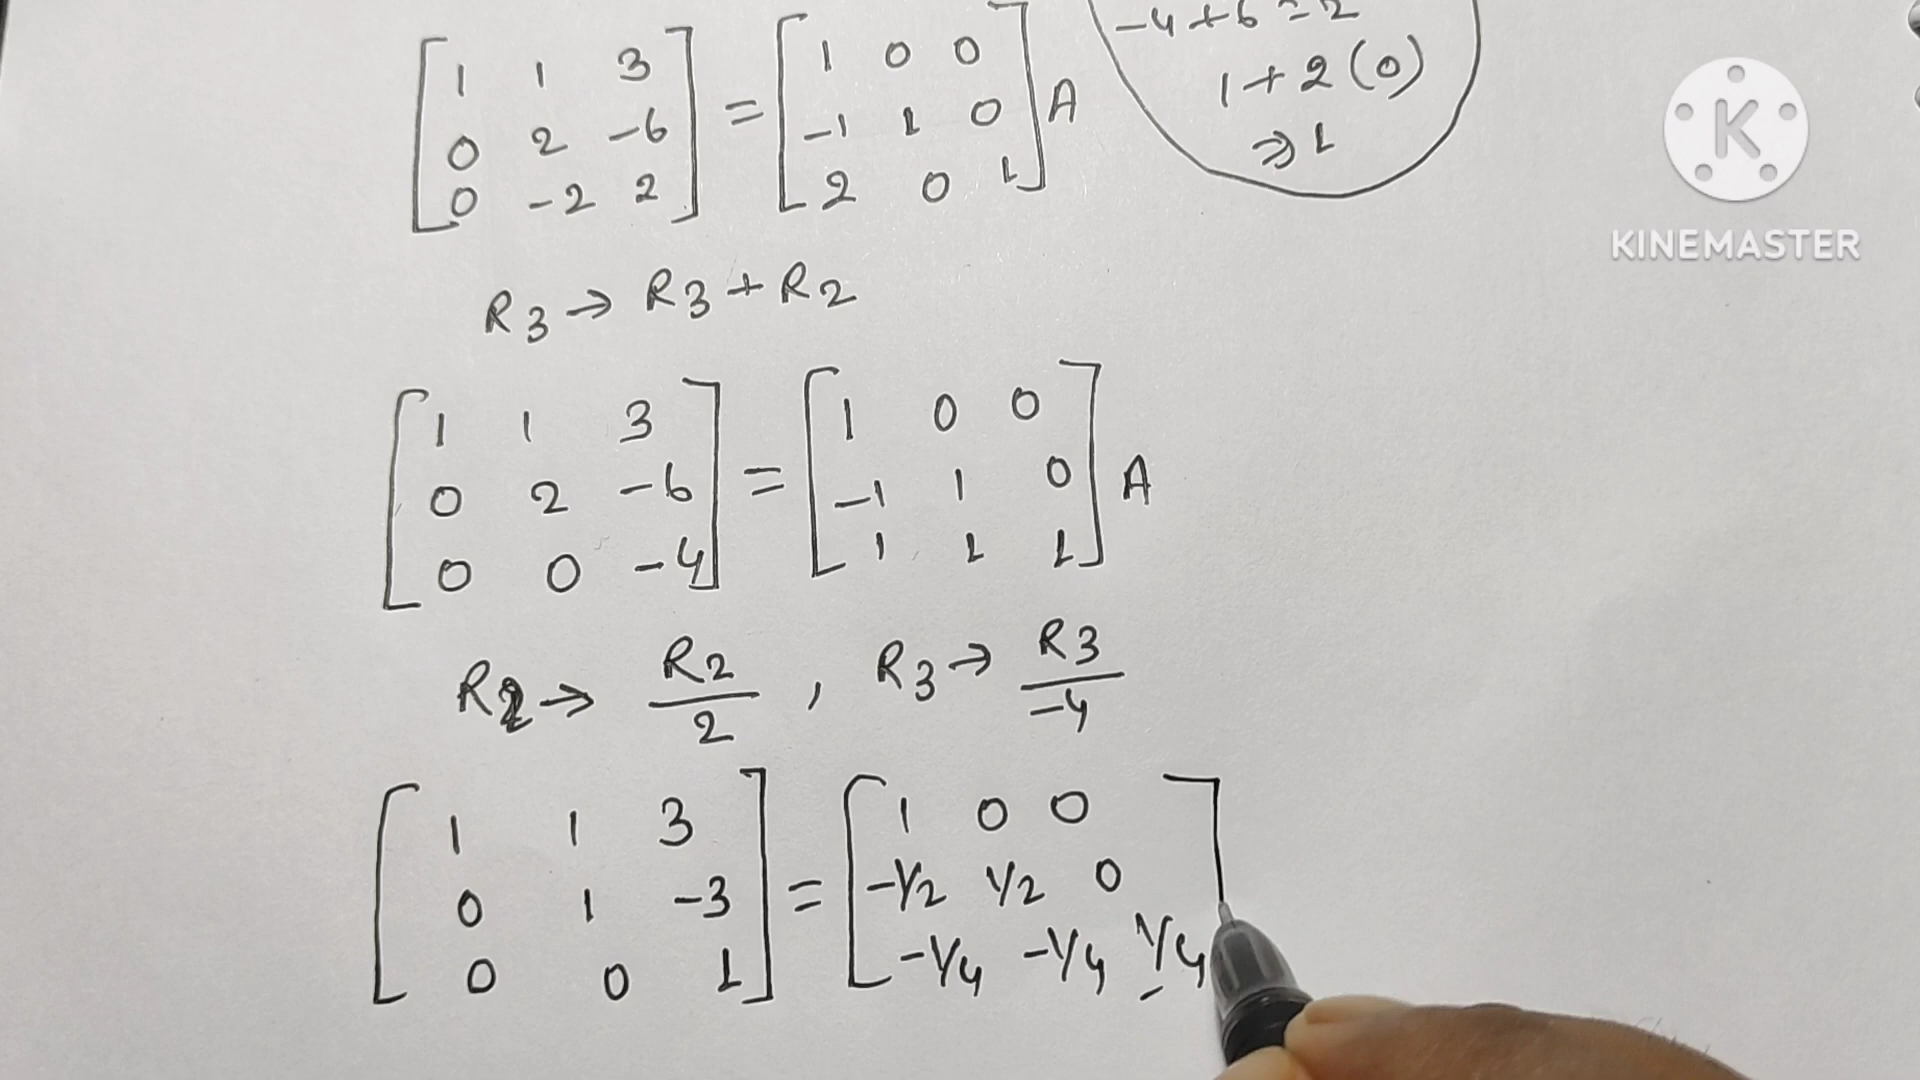 -4+6=2
1+2(0)
⇒1
[1 1 3] = [1 0 0] A
[0 2 -6] [-1 1 0]
[0 -2 2] [2 0 1]
KINEMASTER
R3→R3+R2
[1 1 3] = [1 0 0] A
[0 2 -6] [-1 1 0]
[0 0 -4] [1 1 1]
R2→R2/2, R3→R3/-4
[1 1 3] = [1 0 0]
[0 1 -3] [-1/2 1/2 0]
[0 0 1] [-1/4 -1/4 1/4]